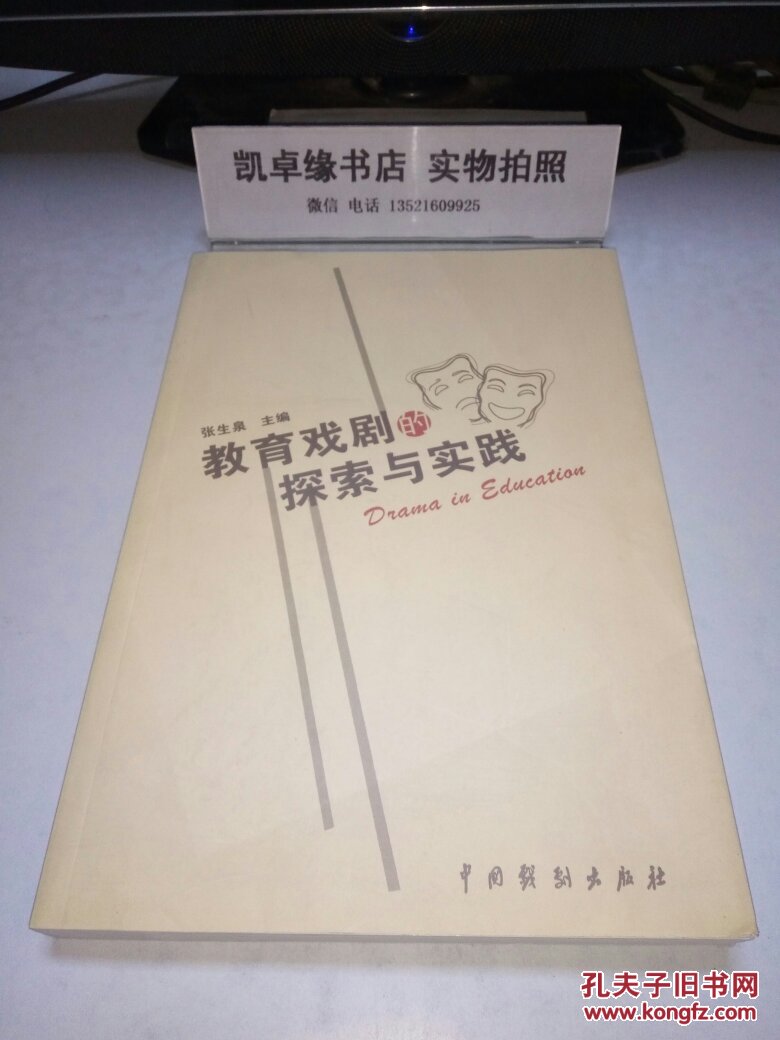 凯卓缘书店 实物拍照
微信 电话 13521609925
张生泉 主编
教育戏剧的
探索与实践
Drama in Education
中国戏剧出版社
孔夫子旧书网
www.kongfz.com